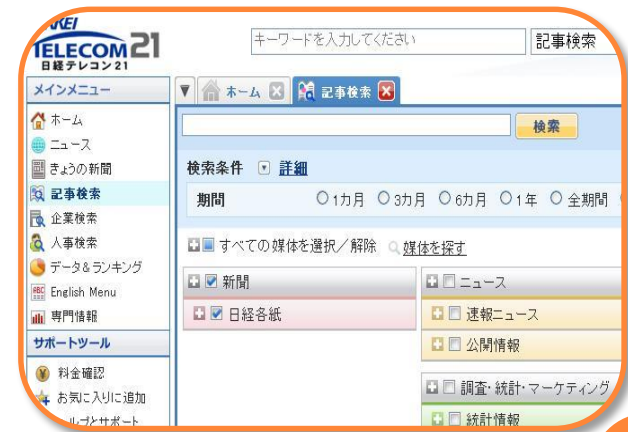 TELECOM21
日経テレコン21
キーワードを入力してください
記事検索
メインメニュー
ホーム
ニュース
きょうの新聞
記事検索
企業検索
人事検索
データ&ランキング
English Menu
専門情報
サポートツール
料金確認
お気に入りに追加
ルプとサポート
▼ ホーム 記事検索
検索
検索条件 詳細
期間 1カ月 3カ月 6カ月 1年 全期間
すべての媒体を選択／解除 媒体を探す
新聞
日経各紙
ニュース
速報ニュース
公開情報
調査・統計・マーケティング
統計情報